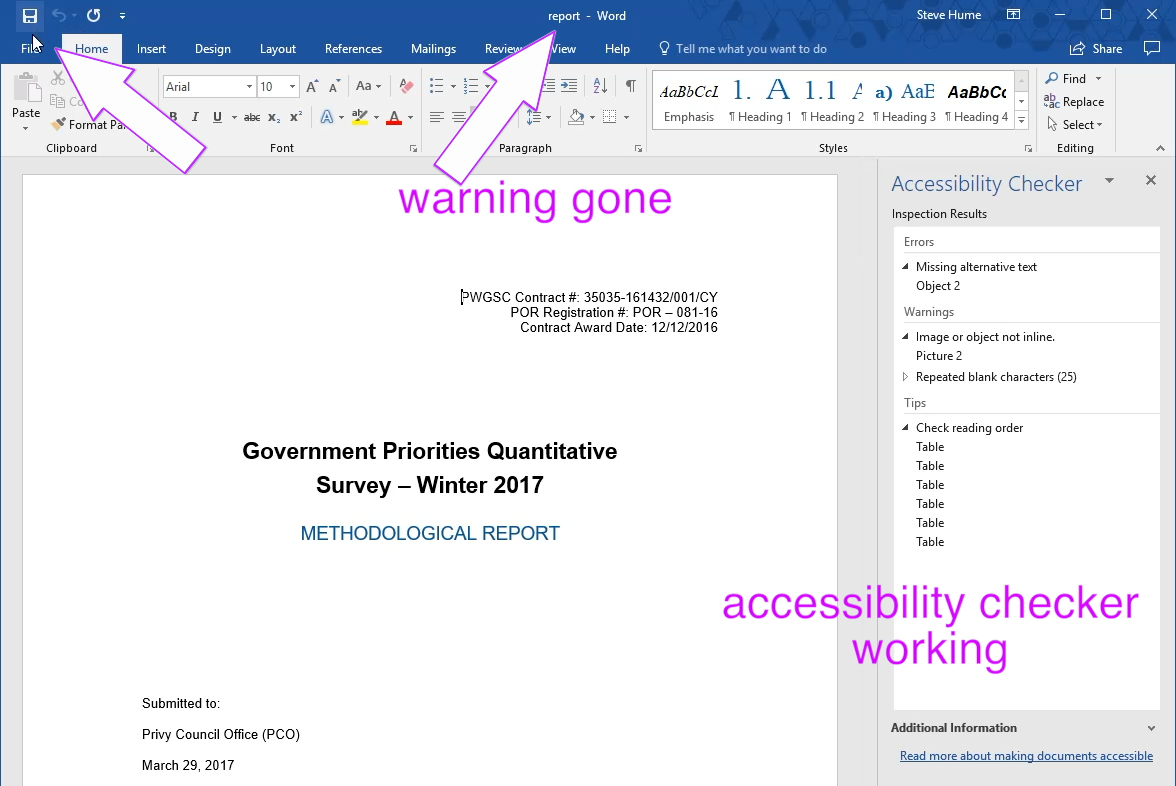 report - Word
Steve Hume
File Home Insert Design Layout References Mailings Review View Help Tell me what you want to do Share
Paste
Format
Clipboard
Arial 10 Aa
B I U abc x₂ x² A ab A
Font
Paragraph
AaBbCcI 1. A 1.1 A a) AaB AaBbCc
Emphasis ¶ Heading 1 ¶ Heading 2 ¶ Heading 3 ¶ Heading 4
Styles
Find
Replace
Select
Editing
warning gone
PWGSC Contract #: 35035-161432/001/CY
POR Registration #: POR – 081-16
Contract Award Date: 12/12/2016
Government Priorities Quantitative
Survey – Winter 2017
METHODOLOGICAL REPORT
Submitted to:
Privy Council Office (PCO)
March 29, 2017
Accessibility Checker
Inspection Results
Errors
Missing alternative text
Object 2
Warnings
Image or object not inline.
Picture 2
Repeated blank characters (25)
Tips
Check reading order
Table
Table
Table
Table
Table
Table
accessibility checker
working
Additional Information
Read more about making documents accessible